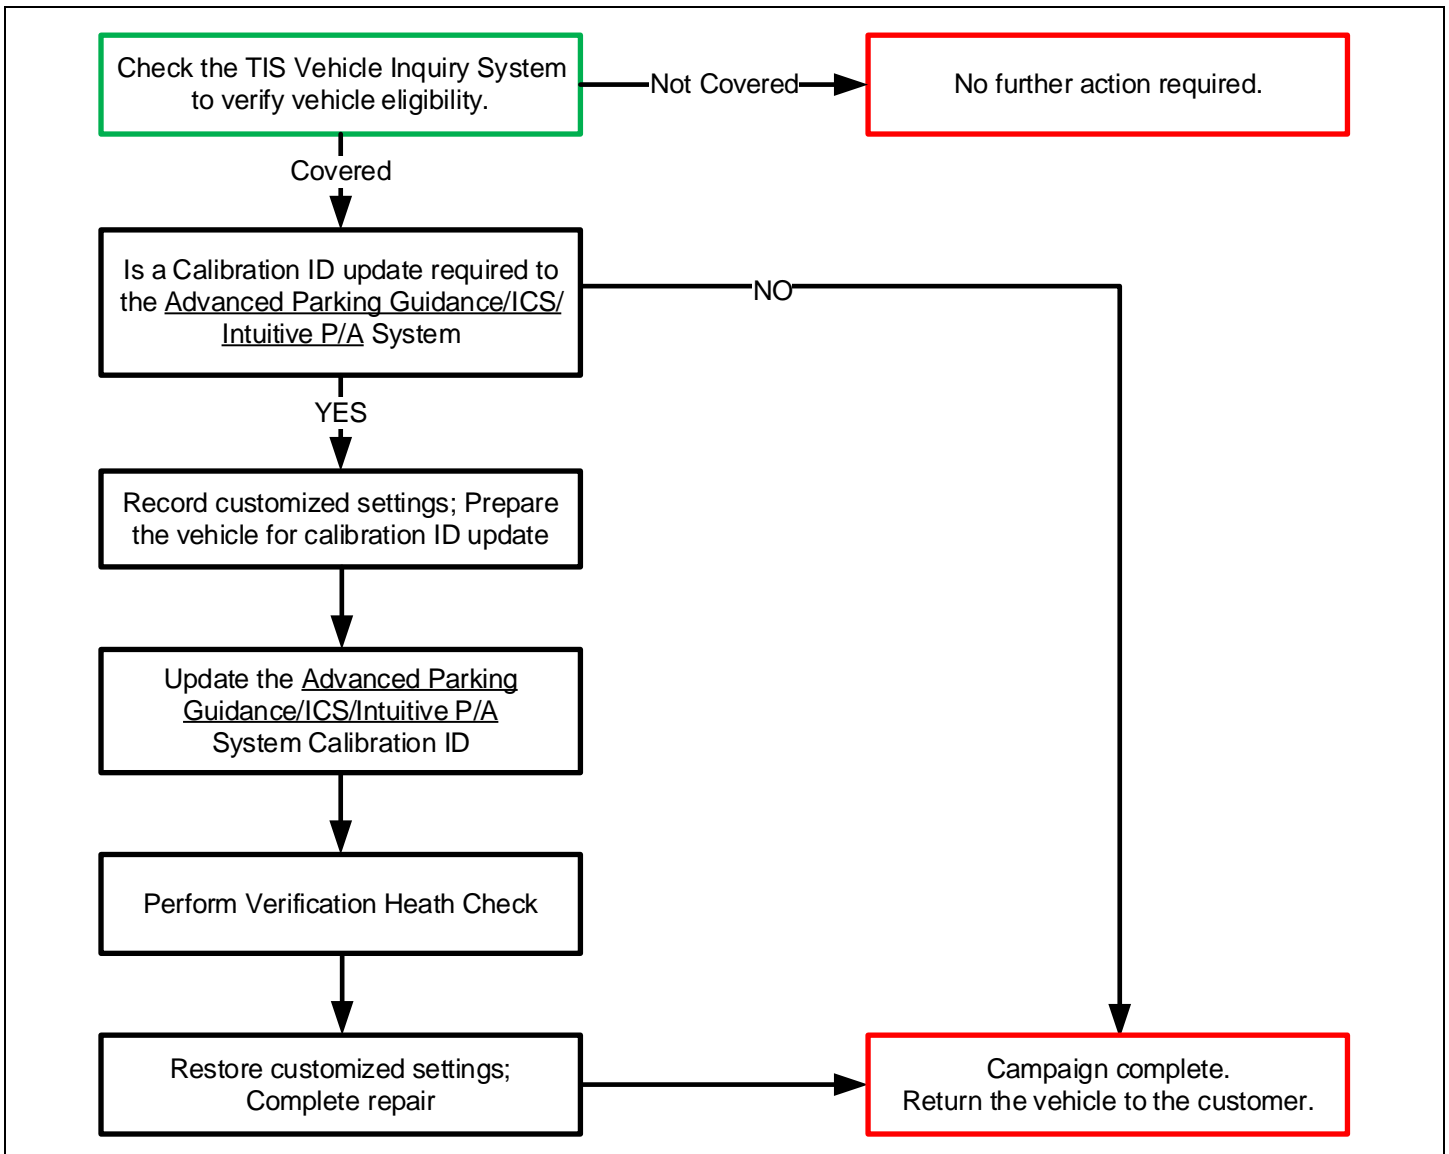 Check the TIS Vehicle Inquiry System
to verify vehicle eligibility.
Not Covered
No further action required.
Covered
Is a Calibration ID update required to
the Advanced Parking Guidance/ICS/
Intuitive P/A System
NO
YES
Record customized settings; Prepare
the vehicle for calibration ID update
Update the Advanced Parking
Guidance/ICS/Intuitive P/A
System Calibration ID
Perform Verification Heath Check
Restore customized settings;
Complete repair
Campaign complete.
Return the vehicle to the customer.